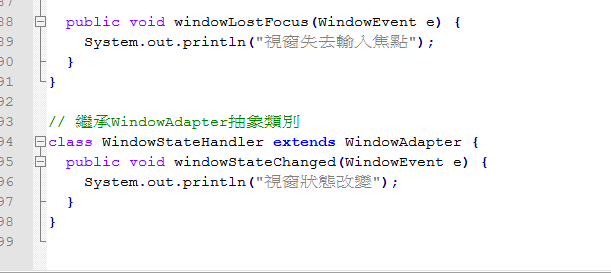 87
88 public void windowLostFocus(WindowEvent e) {
89 System.out.println("視窗失去輸入焦點");
90 }
91 }
92
93 // 繼承WindowAdapter抽象類別
94 class WindowStateHandler extends WindowAdapter {
95 public void windowStateChanged(WindowEvent e) {
96 System.out.println("視窗狀態改變");
97 }
98 }
99